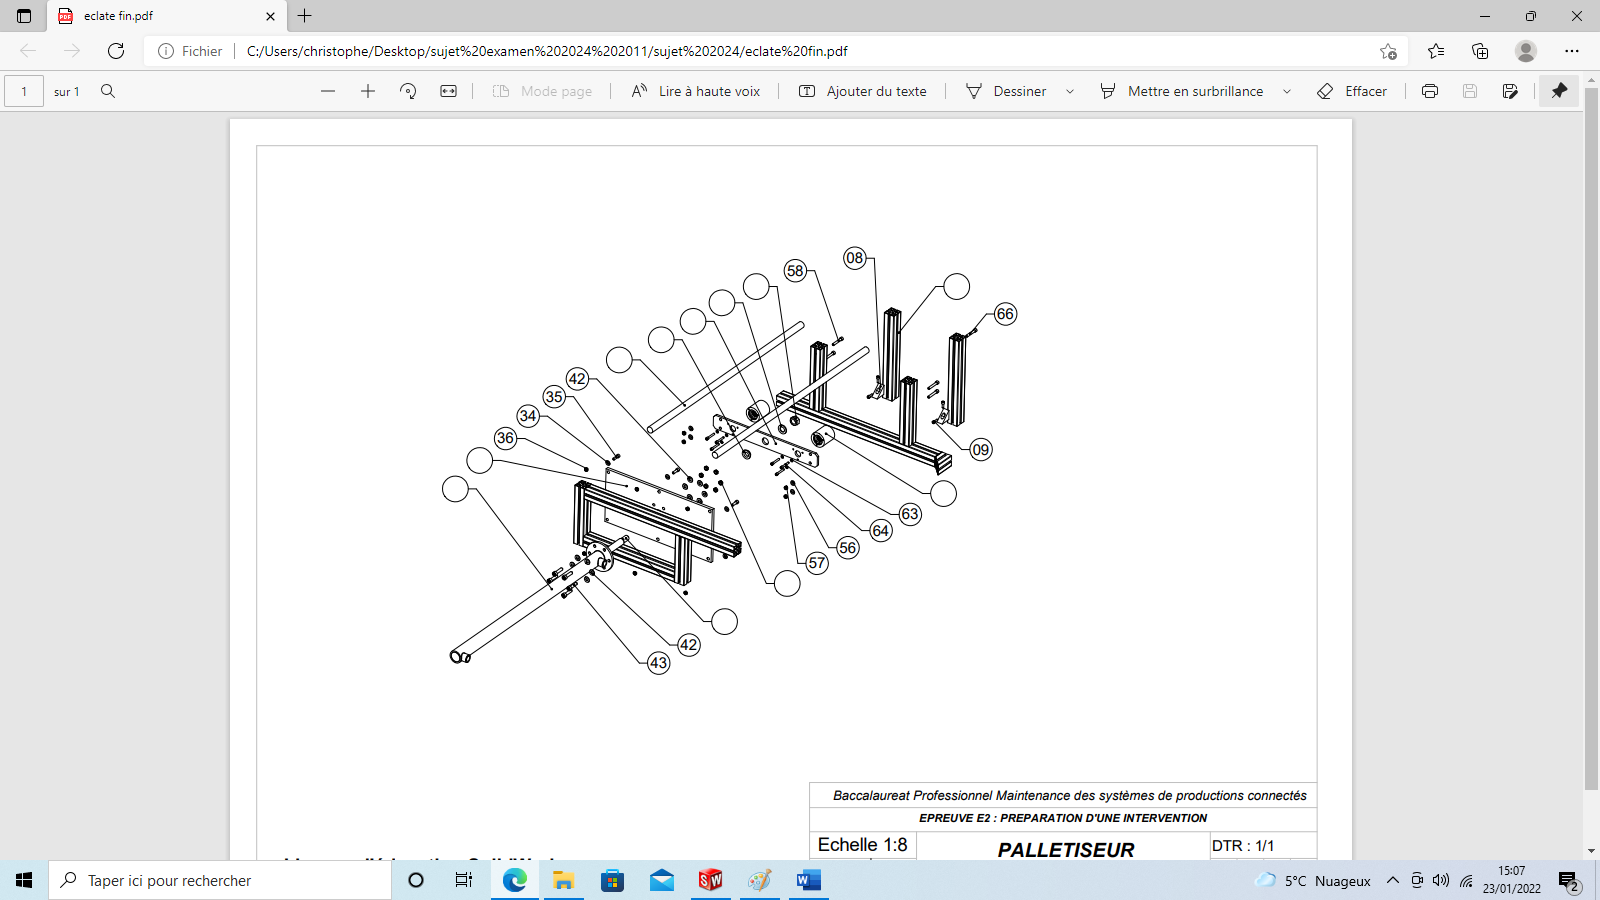 eclate fin.pdf
Fichier
C:/Users/christophe/Desktop/sujet%20examen%202024%202011/sujet%202024/eclate%20fin.pdf
1 sur 1
Mode page
Lire à haute voix
Ajouter du texte
Dessiner
Mettre en surbrillance
Effacer
58
08
66
42
35
34
36
09
63
64
56
57
42
43
Baccalaureat Professionnel Maintenance des systèmes de productions connectés
EPREUVE E2 : PREPARATION D'UNE INTERVENTION
Echelle 1:8
PALLETISEUR
DTR : 1/1
Taper ici pour rechercher
5°C Nuageux
15:07
23/01/2022
2